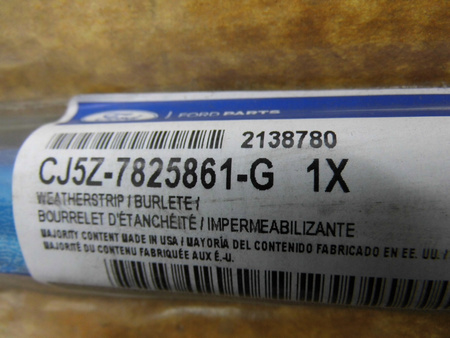 Ford / FORD PARTS
2138780
CJ5Z-7825861-G 1X
WEATHERSTRIP / BURLETE /
BOURRELET D'ÉTANCHÉITÉ / IMPERMEABILIZANTE
MAJORITY CONTENT MADE IN USA / MAYORÍA DEL CONTENIDO FABRICADO EN EE. UU. /
MAJORITÉ DU CONTENU FABRIQUÉE AUX É.-U.